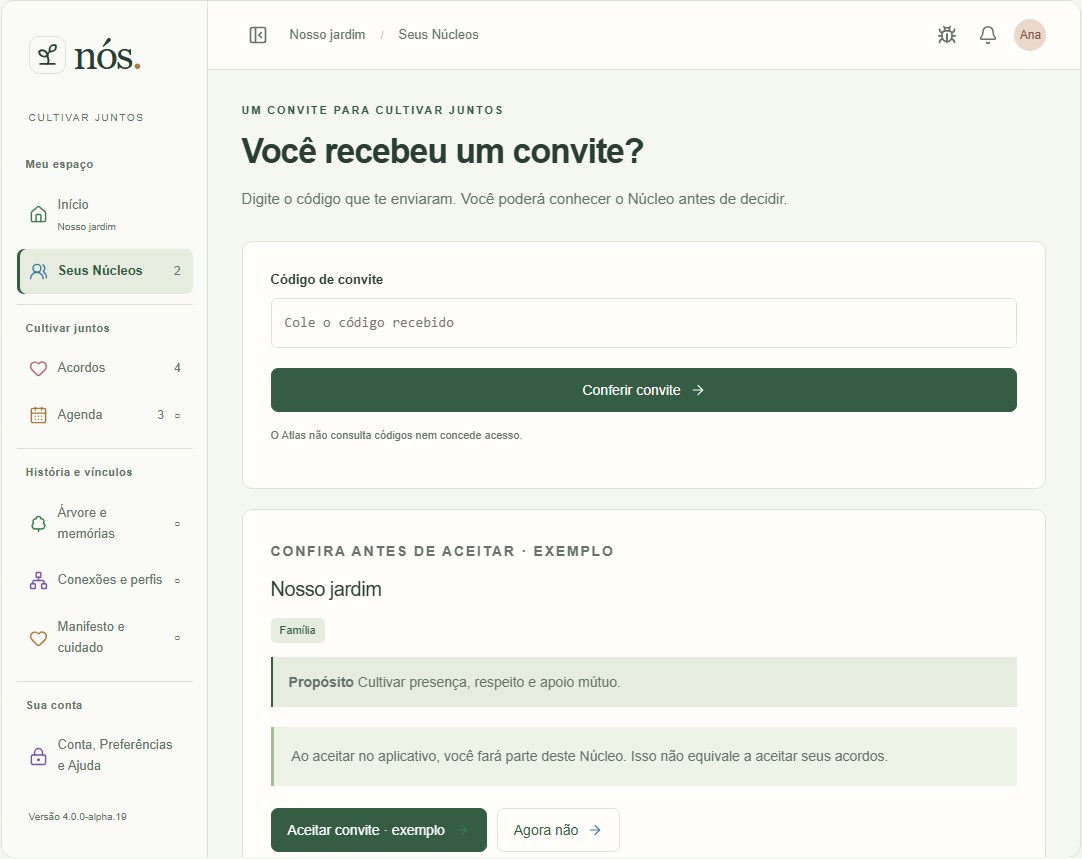 nós.
CULTIVAR JUNTOS
Meu espaço
Início
Nosso jardim
Seus Núcleos 2
Cultivar juntos
Acordos 4
Agenda 3
História e vínculos
Árvore e
memórias
Conexões e perfis
Manifesto e
cuidado
Sua conta
Conta, Preferências
e Ajuda
Versão 4.0.0-alpha.19
Nosso jardim / Seus Núcleos
Ana
UM CONVITE PARA CULTIVAR JUNTOS
Você recebeu um convite?
Digite o código que te enviaram. Você poderá conhecer o Núcleo antes de decidir.
Código de convite
Cole o código recebido
Conferir convite →
O Atlas não consulta códigos nem concede acesso.
CONFIRA ANTES DE ACEITAR · EXEMPLO
Nosso jardim
Família
Propósito Cultivar presença, respeito e apoio mútuo.
Ao aceitar no aplicativo, você fará parte deste Núcleo. Isso não equivale a aceitar seus acordos.
Aceitar convite · exemplo →
Agora não →